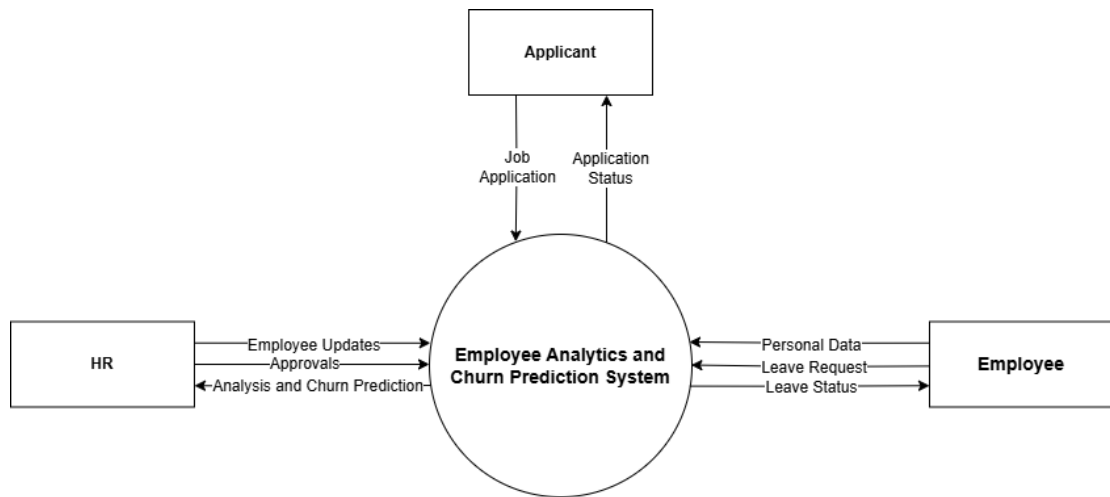 Applicant
Job
Application
Application
Status
HR
Employee Updates
Approvals
Analysis and Churn Prediction
Employee Analytics and
Churn Prediction System
Personal Data
Leave Request
Leave Status
Employee